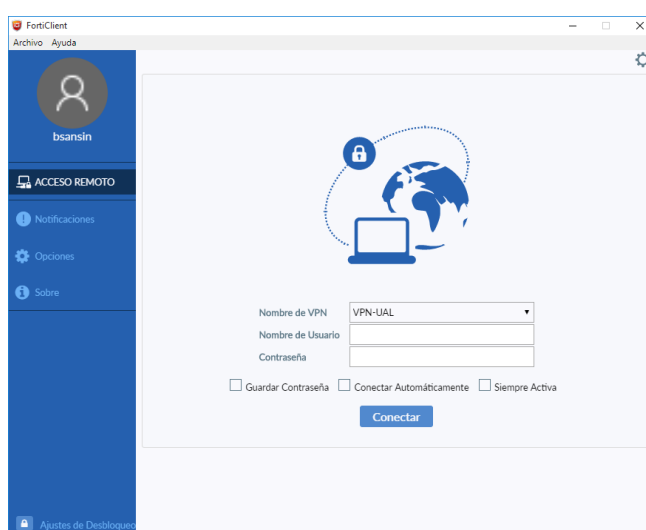 FortiClient
Archivo Ayuda
bsansin
ACCESO REMOTO
Notificaciones
Opciones
Sobre
Nombre de VPN VPN-UAL
Nombre de Usuario
Contraseña
Guardar Contraseña Conectar Automáticamente Siempre Activa
Conectar
Ajustes de Desbloqueo